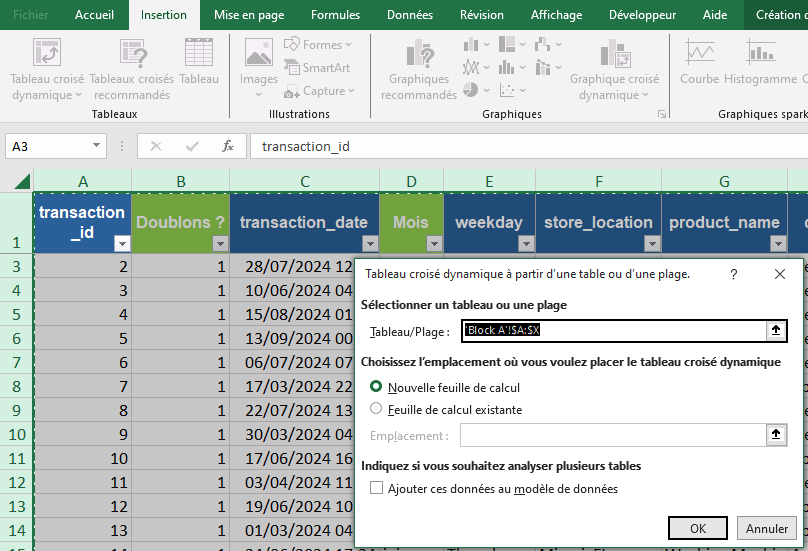 Fichier Accueil Insertion Mise en page Formules Données Révision Affichage Développeur Aide Création d
Tableau croisé dynamique
Tableaux croisés recommandés
Tableau
Tableaux
Images
Formes
SmartArt
Capture
Illustrations
Graphiques recommandés
Graphique croisé dynamique
Graphiques
Courbe Histogramme C
Graphiques spark
A3 fx transaction_id
A B C D E F G
1 transaction_id Doublons ? transaction_date Mois weekday store_location product_name
3 2 1 28/07/2024 12
4 3 1 10/06/2024 04
5 4 1 15/08/2024 01
6 5 1 13/09/2024 00
7 6 1 06/07/2024 07
8 7 1 17/03/2024 22
9 8 1 22/07/2024 13
10 9 1 30/03/2024 04
11 10 1 17/06/2024 16
12 11 1 03/04/2024 11
13 12 1 19/06/2024 10
14 13 1 01/03/2024 04
Tableau croisé dynamique à partir d'une table ou d'une plage. ?
Sélectionner un tableau ou une plage
Tableau/Plage : 'Block A'!$A:$X
Choisissez l'emplacement où vous voulez placer le tableau croisé dynamique
Nouvelle feuille de calcul
Feuille de calcul existante
Emplacement :
Indiquez si vous souhaitez analyser plusieurs tables
Ajouter ces données au modèle de données
OK Annuler